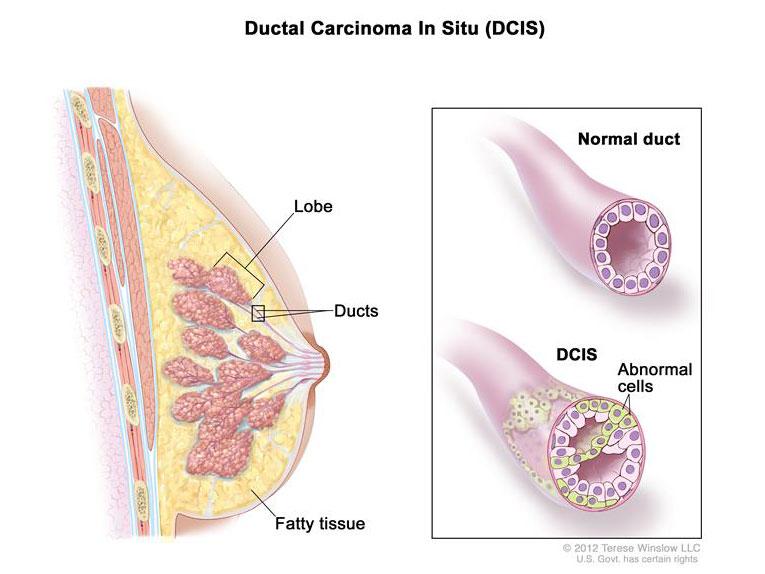 Ductal Carcinoma In Situ (DCIS)
Normal duct
Lobe
Ducts
DCIS
Abnormal
cells
Fatty tissue
© 2012 Terese Winslow LLC
U.S. Govt. has certain rights